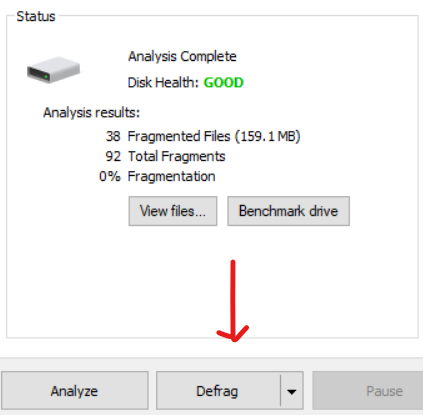 Status
Analysis Complete
Disk Health: GOOD
Analysis results:
38 Fragmented Files (159.1 MB)
92 Total Fragments
0% Fragmentation
View files... Benchmark drive
Analyze Defrag Pause